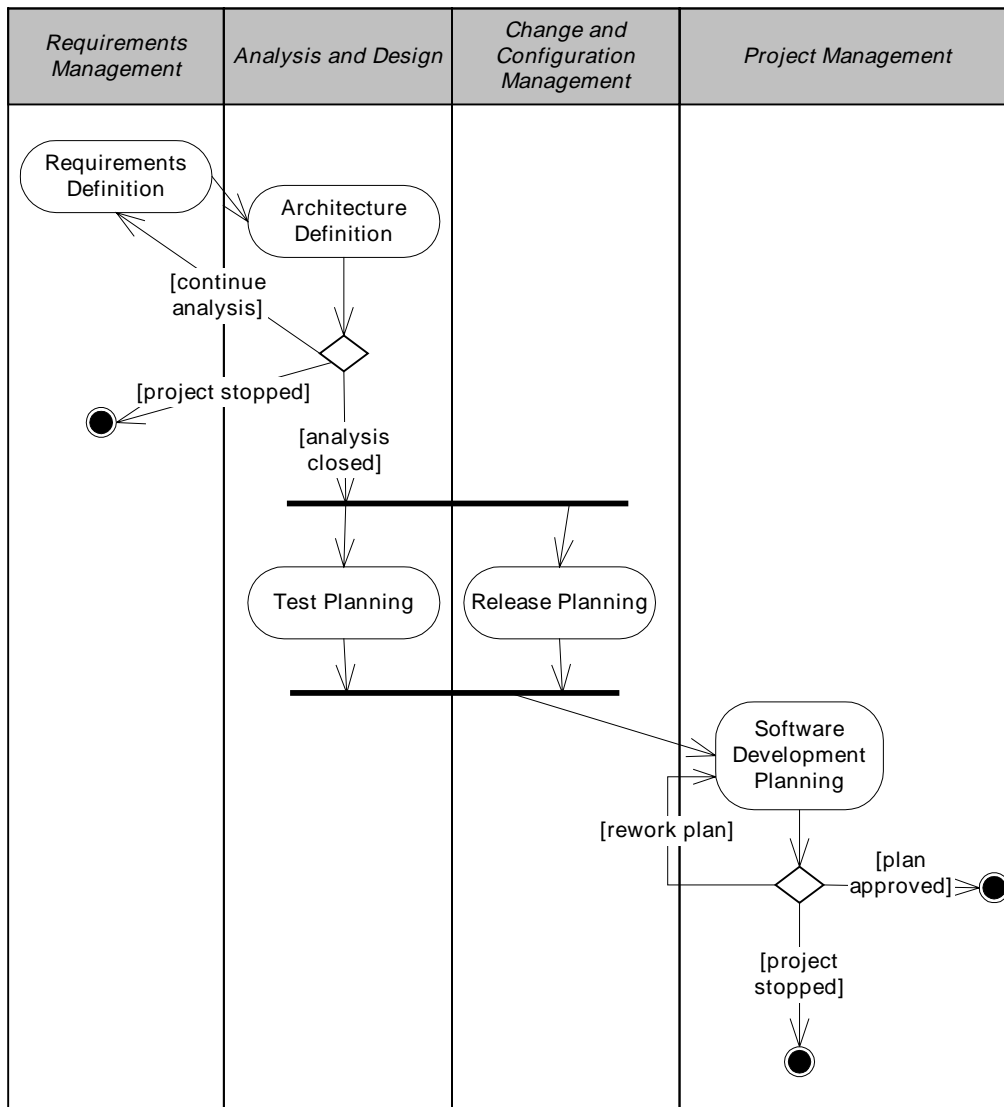 Requirements
Management
Analysis and Design
Change and
Configuration
Management
Project Management
Requirements
Definition
Architecture
Definition
[continue
analysis]
[project stopped]
[analysis
closed]
Test Planning
Release Planning
Software
Development
Planning
[rework plan]
[plan
approved]
[project
stopped]